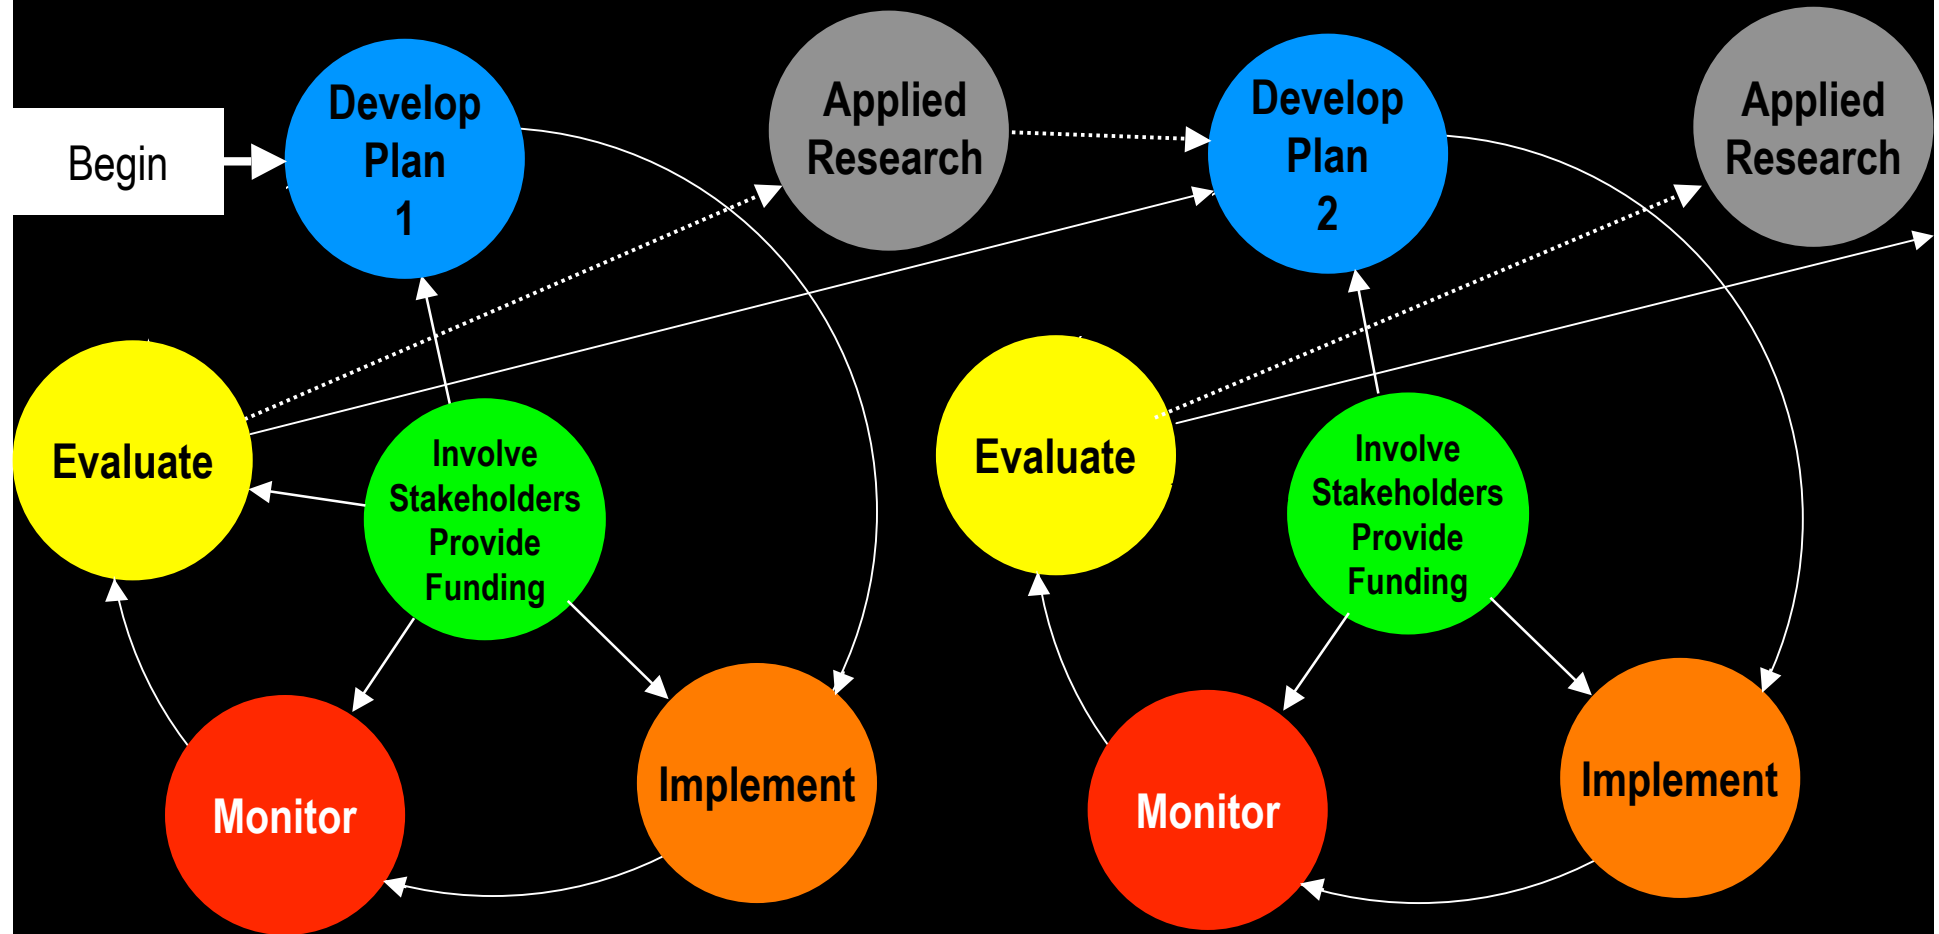 Begin
Develop
Plan
1
Applied
Research
Develop
Plan
2
Applied
Research
Evaluate
Involve
Stakeholders
Provide
Funding
Evaluate
Involve
Stakeholders
Provide
Funding
Monitor
Implement
Monitor
Implement